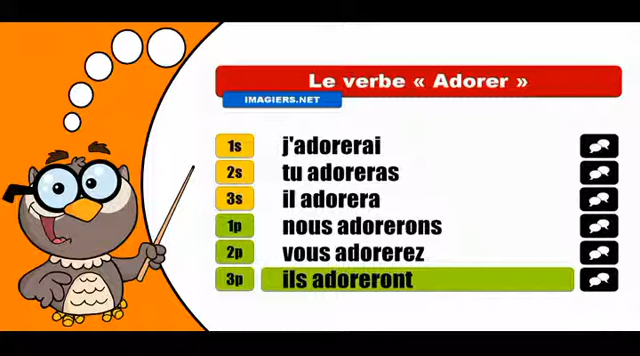 Le verbe « Adorer »
IMAGIERS.NET
1s j'adorerai
2s tu adoreras
3s il adorera
1p nous adorerons
2p vous adorerez
3p ils adoreront